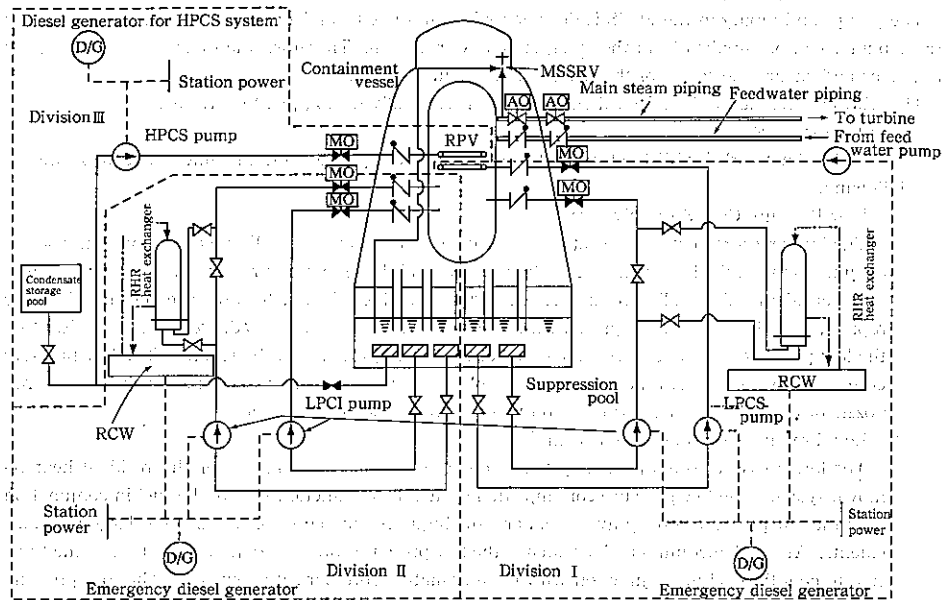 Diesel generator for HPCS system
D/G
Station power
Division III
HPCS pump
Containment
vessel
MSSRV
AO
AO
Main steam piping
Feedwater piping
To turbine
From feed
water pump
MO
RPV
MO
MO
MO
MO
RHR
heat exchanger
Condensate
storage
pool
RHR
heat exchanger
RCW
RCW
LPCI pump
Suppression
pool
LPCS
pump
Station
power
D/G
Emergency diesel generator
Division II
Division I
Station
power
D/G
Emergency diesel generator